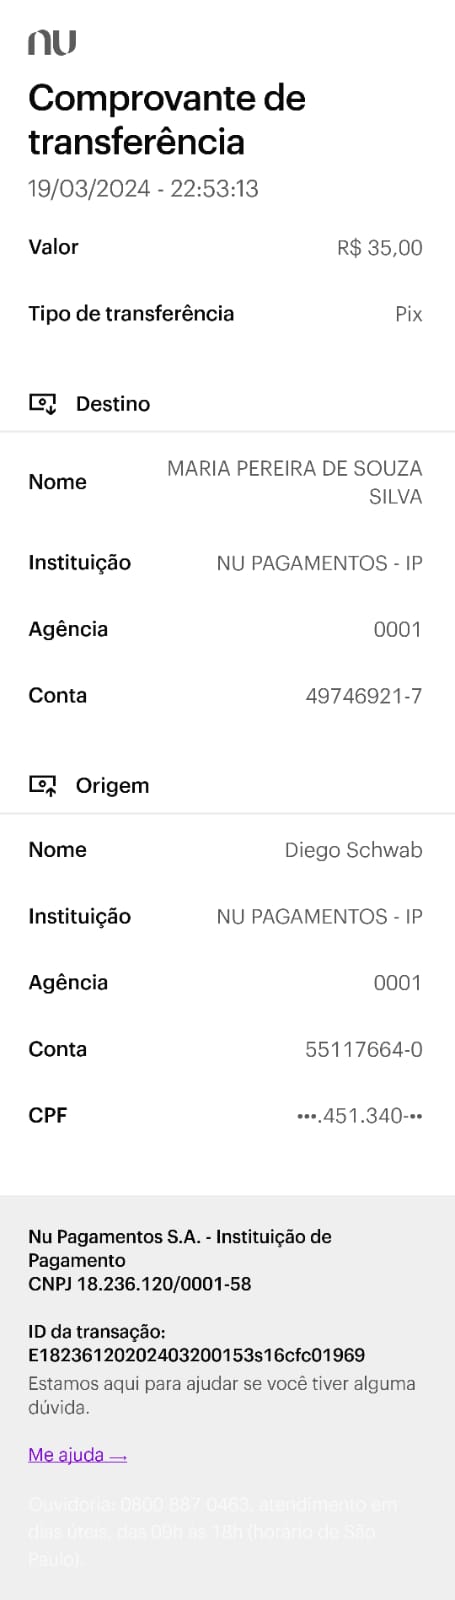 nu
Comprovante de
transferência
19/03/2024 - 22:53:13
Valor R$ 35,00
Tipo de transferência Pix
Destino
Nome MARIA PEREIRA DE SOUZA
SILVA
Instituição NU PAGAMENTOS - IP
Agência 0001
Conta 49746921-7
Origem
Nome Diego Schwab
Instituição NU PAGAMENTOS - IP
Agência 0001
Conta 55117664-0
CPF •••.451.340-••
Nu Pagamentos S.A. - Instituição de
Pagamento
CNPJ 18.236.120/0001-58
ID da transação:
E18236120202403200153s16cfc01969
Estamos aqui para ajudar se você tiver alguma
dúvida.
Me ajuda →
Ouvidoria: 0800 887 0463, atendimento em
dias úteis, das 09h às 18h (horário de São
Paulo).